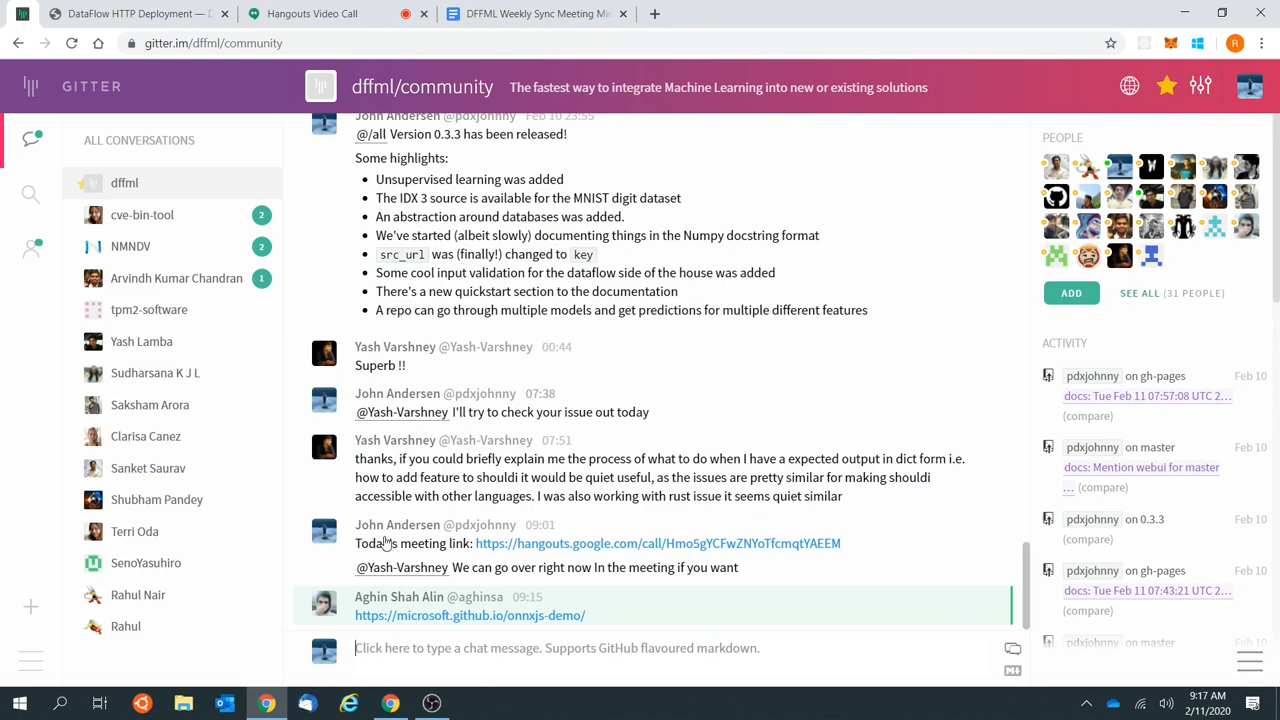 DataFlow HTTP Deployment — D
Hangouts Video Call
DFFML Weekly Sync Meeting Min
gitter.im/dffml/community
R
GITTER
dffml/community
The fastest way to integrate Machine Learning into new or existing solutions
ALL CONVERSATIONS
dffml
cve-bin-tool
2
NMNDV
2
Arvindh Kumar Chandran
1
tpm2-software
Yash Lamba
Sudharsana K J L
Saksham Arora
Clarisa Canez
Sanket Saurav
Shubham Pandey
Terri Oda
SenoYasuhiro
Rahul Nair
Rahul
John Andersen @pdxjohnny Feb 10 23:55
@/all Version 0.3.3 has been released!
Some highlights:
• Unsupervised learning was added
• The IDX 3 source is available for the MNIST digit dataset
• An abstraction around databases was added.
• We've started (albeit slowly) documenting things in the Numpy docstring format
• src_url was (finally!) changed to key
• Some cool input validation for the dataflow side of the house was added
• There's a new quickstart section to the documentation
• A repo can go through multiple models and get predictions for multiple different features
Yash Varshney @Yash-Varshney 00:44
Superb !!
John Andersen @pdxjohnny 07:38
@Yash-Varshney I'll try to check your issue out today
Yash Varshney @Yash-Varshney 07:51
thanks, if you could briefly explain me the process of what to do when I have a expected output in dict form i.e.
how to add feature to shouldi it would be quiet useful, as the issues are pretty similar for making shouldi
accessible with other languages. I was also working with rust issue it seems quiet similar
John Andersen @pdxjohnny 09:01
Today's meeting link: https://hangouts.google.com/call/Hmo5gYCFwZNYoTfcmqtYAEEM
@Yash-Varshney We can go over right now In the meeting if you want
Aghin Shah Alin @aghinsa 09:15
https://microsoft.github.io/onnxjs-demo/
Click here to type a chat message. Supports GitHub flavoured markdown.
PEOPLE
ADD
SEE ALL (31 PEOPLE)
ACTIVITY
pdxjohnny on gh-pages Feb 10
docs: Tue Feb 11 07:57:08 UTC 2...
(compare)
pdxjohnny on master Feb 10
docs: Mention webui for master
... (compare)
pdxjohnny on 0.3.3 Feb 10
(compare)
pdxjohnny on gh-pages Feb 10
docs: Tue Feb 11 07:43:21 UTC 2...
(compare)
pdxjohnny on master Feb 10
9:17 AM
2/11/2020